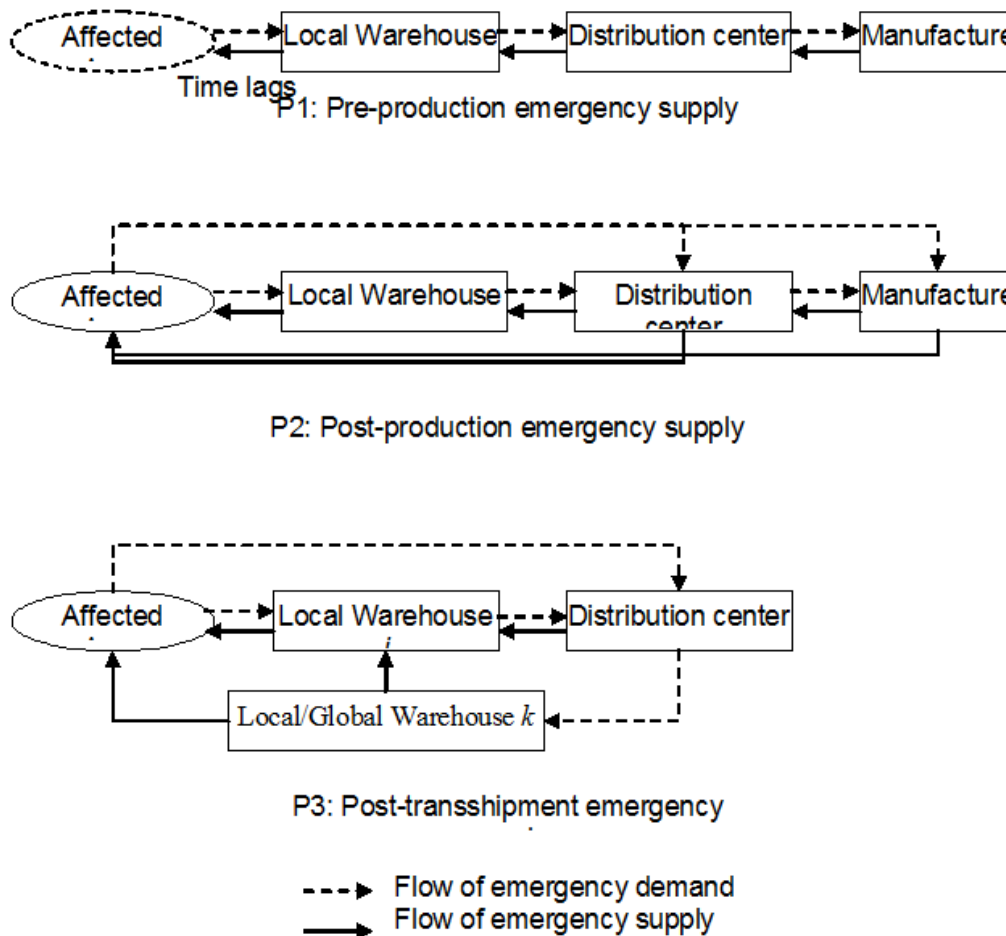 Affected
Local Warehouse
Distribution center
Manufacture
Time lags
P1: Pre-production emergency supply
Affected
Local Warehouse
Distribution
center
Manufacture
P2: Post-production emergency supply
Affected
Local Warehouse
i
Distribution center
Local/Global Warehouse k
P3: Post-transshipment emergency
Flow of emergency demand
Flow of emergency supply